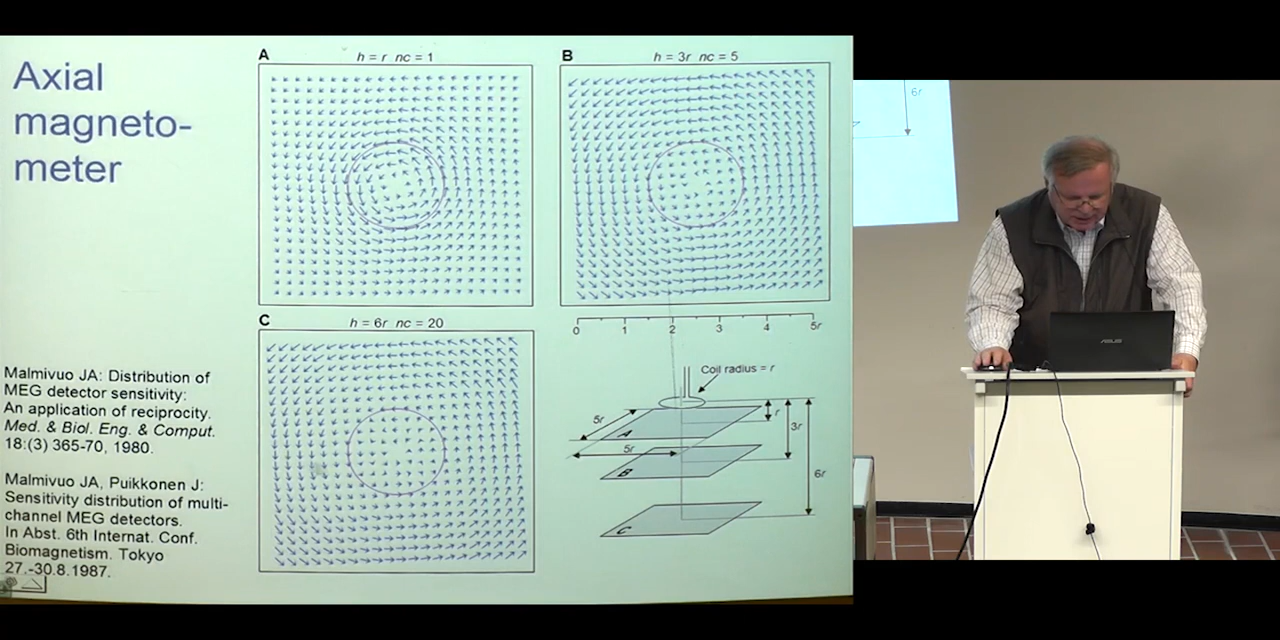 Axial
magneto-
meter
A
h = r nc = 1
B
h = 3r nc = 5
C
h = 6r nc = 20
0 1 2 3 4 5r
Coil radius = r
5r
A
r
5r
3r
B
6r
C
Malmivuo JA: Distribution of
MEG detector sensitivity:
An application of reciprocity.
Med. & Biol. Eng. & Comput.
18:(3) 365-70, 1980.
Malmivuo JA, Puikkonen J:
Sensitivity distribution of multi-
channel MEG detectors.
In Abst. 6th Internat. Conf.
Biomagnetism. Tokyo
27.-30.8.1987.
6r
ASUS